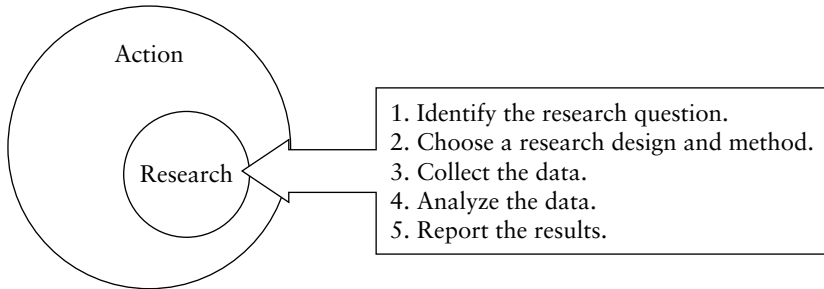 Action
Research
1. Identify the research question.
2. Choose a research design and method.
3. Collect the data.
4. Analyze the data.
5. Report the results.